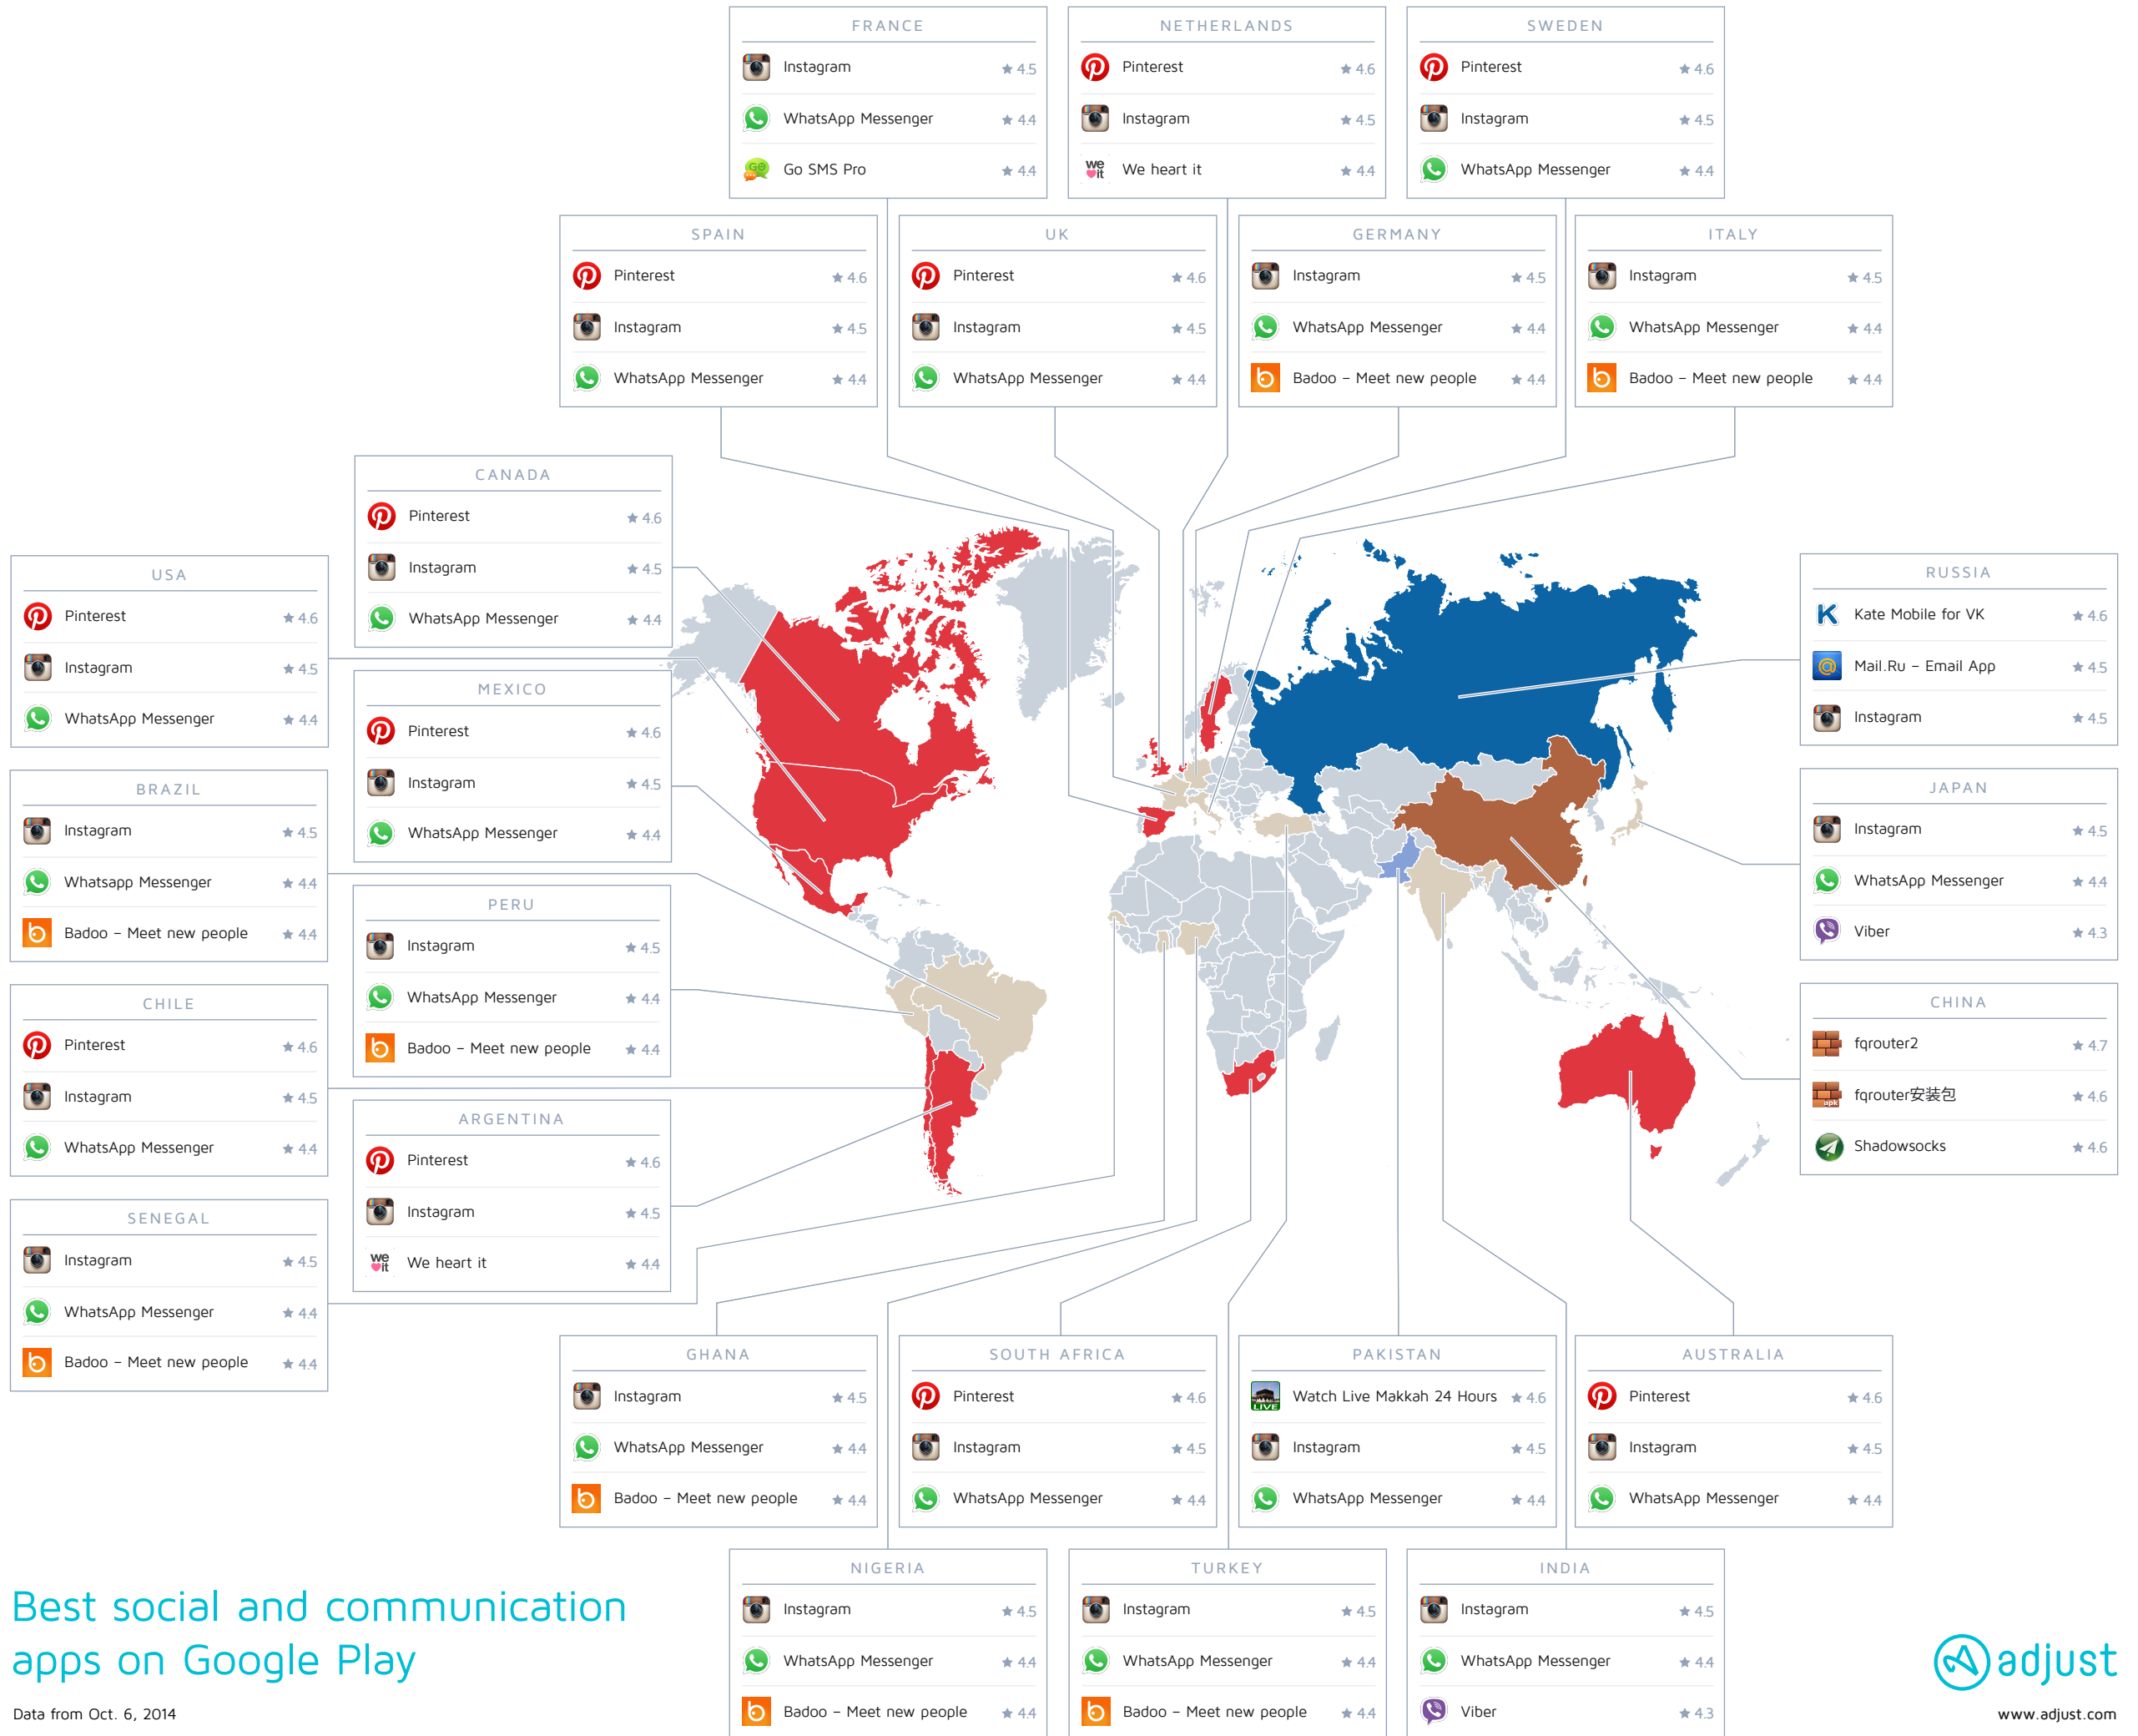 FRANCE
Instagram ★ 4.5
WhatsApp Messenger ★ 4.4
GO
Go SMS Pro ★ 4.4
NETHERLANDS
Pinterest ★ 4.6
Instagram ★ 4.5
we
it
We heart it ★ 4.4
SWEDEN
Pinterest ★ 4.6
Instagram ★ 4.5
WhatsApp Messenger ★ 4.4
SPAIN
Pinterest ★ 4.6
Instagram ★ 4.5
WhatsApp Messenger ★ 4.4
UK
Pinterest ★ 4.6
Instagram ★ 4.5
WhatsApp Messenger ★ 4.4
GERMANY
Instagram ★ 4.5
WhatsApp Messenger ★ 4.4
Badoo – Meet new people ★ 4.4
ITALY
Instagram ★ 4.5
WhatsApp Messenger ★ 4.4
Badoo – Meet new people ★ 4.4
CANADA
Pinterest ★ 4.6
Instagram ★ 4.5
WhatsApp Messenger ★ 4.4
USA
Pinterest ★ 4.6
Instagram ★ 4.5
WhatsApp Messenger ★ 4.4
MEXICO
Pinterest ★ 4.6
Instagram ★ 4.5
WhatsApp Messenger ★ 4.4
BRAZIL
Instagram ★ 4.5
Whatsapp Messenger ★ 4.4
Badoo – Meet new people ★ 4.4
PERU
Instagram ★ 4.5
WhatsApp Messenger ★ 4.4
Badoo – Meet new people ★ 4.4
CHILE
Pinterest ★ 4.6
Instagram ★ 4.5
WhatsApp Messenger ★ 4.4
ARGENTINA
Pinterest ★ 4.6
Instagram ★ 4.5
we
it
We heart it ★ 4.4
SENEGAL
Instagram ★ 4.5
WhatsApp Messenger ★ 4.4
Badoo – Meet new people ★ 4.4
RUSSIA
K Kate Mobile for VK ★ 4.6
@ Mail.Ru – Email App ★ 4.5
Instagram ★ 4.5
JAPAN
Instagram ★ 4.5
WhatsApp Messenger ★ 4.4
Viber ★ 4.3
CHINA
fqrouter2 ★ 4.7
apk
fqrouter安装包 ★ 4.6
Shadowsocks ★ 4.6
GHANA
Instagram ★ 4.5
WhatsApp Messenger ★ 4.4
Badoo – Meet new people ★ 4.4
SOUTH AFRICA
Pinterest ★ 4.6
Instagram ★ 4.5
WhatsApp Messenger ★ 4.4
PAKISTAN
LIVE
Watch Live Makkah 24 Hours ★ 4.6
Instagram ★ 4.5
WhatsApp Messenger ★ 4.4
AUSTRALIA
Pinterest ★ 4.6
Instagram ★ 4.5
WhatsApp Messenger ★ 4.4
NIGERIA
Instagram ★ 4.5
WhatsApp Messenger ★ 4.4
Badoo – Meet new people ★ 4.4
TURKEY
Instagram ★ 4.5
WhatsApp Messenger ★ 4.4
Badoo – Meet new people ★ 4.4
INDIA
Instagram ★ 4.5
WhatsApp Messenger ★ 4.4
Viber ★ 4.3
Best social and communication
apps on Google Play
Data from Oct. 6, 2014
adjust
www.adjust.com